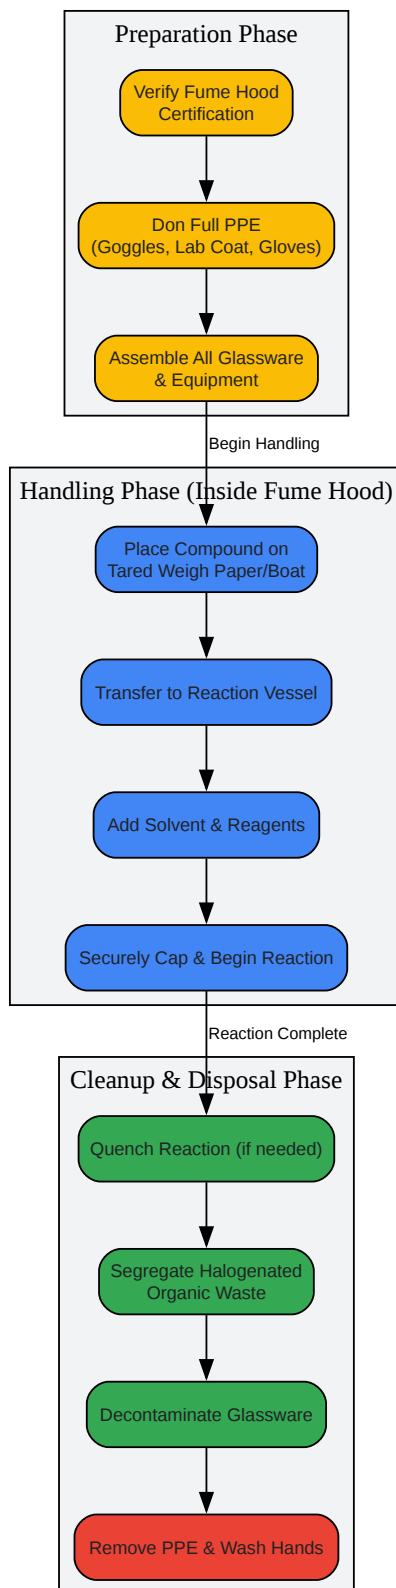 Preparation Phase
Verify Fume Hood
Certification
Don Full PPE
(Goggles, Lab Coat, Gloves)
Assemble All Glassware
& Equipment
Begin Handling
Handling Phase (Inside Fume Hood)
Place Compound on
Tared Weigh Paper/Boat
Transfer to Reaction Vessel
Add Solvent & Reagents
Securely Cap & Begin Reaction
Reaction Complete
Cleanup & Disposal Phase
Quench Reaction (if needed)
Segregate Halogenated
Organic Waste
Decontaminate Glassware
Remove PPE & Wash Hands